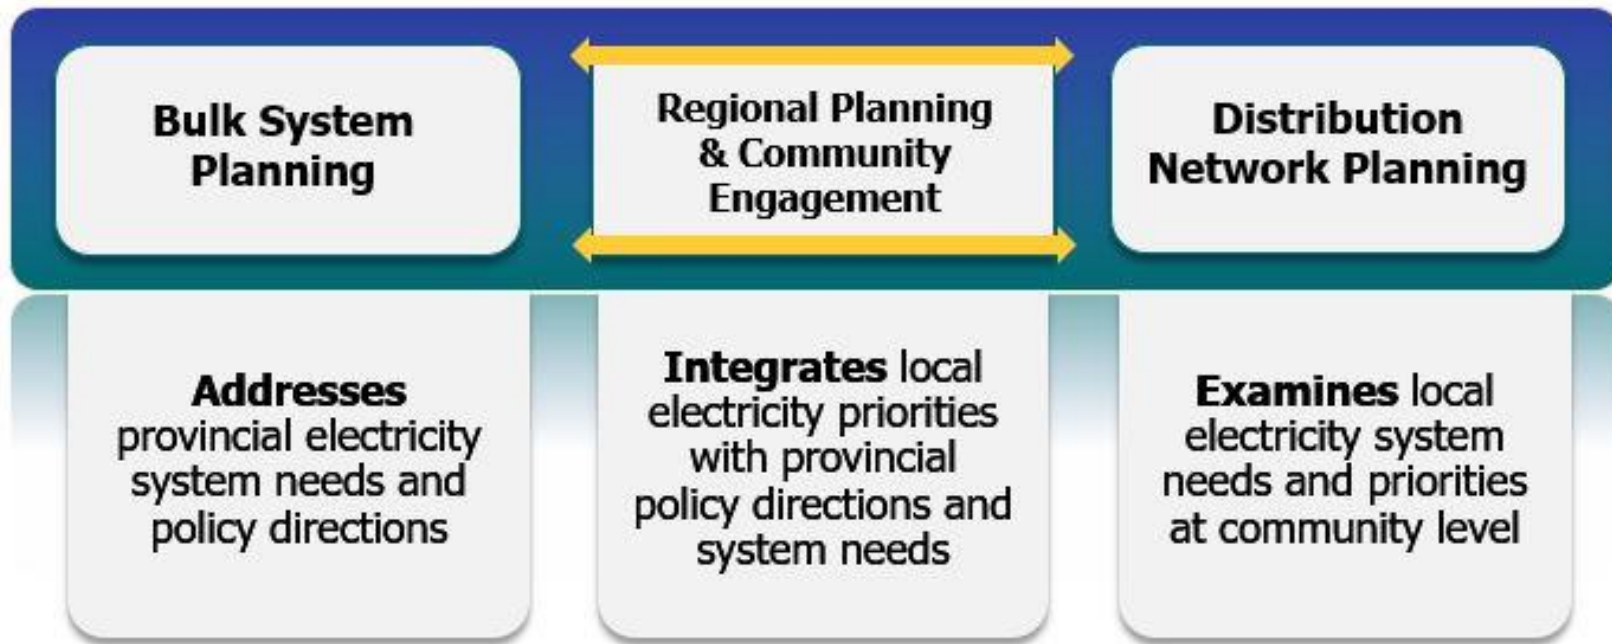 Bulk System
Planning
Regional Planning
& Community
Engagement
Distribution
Network Planning
Addresses
provincial electricity
system needs and
policy directions
Integrates local
electricity priorities
with provincial
policy directions and
system needs
Examines local
electricity system
needs and priorities
at community level